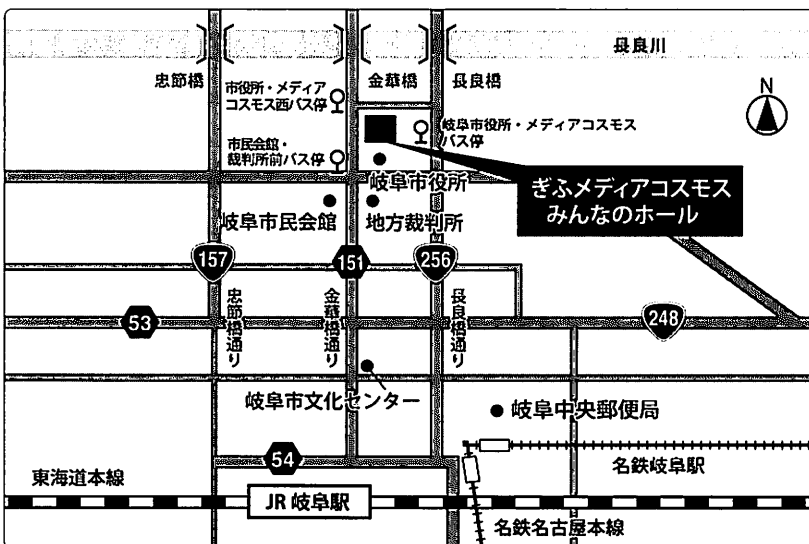 長良川
忠節橋
金華橋
長良橋
市役所・メディア
コスモス西バス停
N
岐阜市役所・メディアコスモス
バス停
市民会館・
裁判所前バス停
岐阜市役所
ぎふメディアコスモス
みんなのホール
岐阜市民会館
地方裁判所
157
151
256
忠節橋通り
金華橋通り
長良橋通り
53
248
岐阜市文化センター
岐阜中央郵便局
54
名鉄岐阜駅
東海道本線
JR 岐阜駅
名鉄名古屋本線